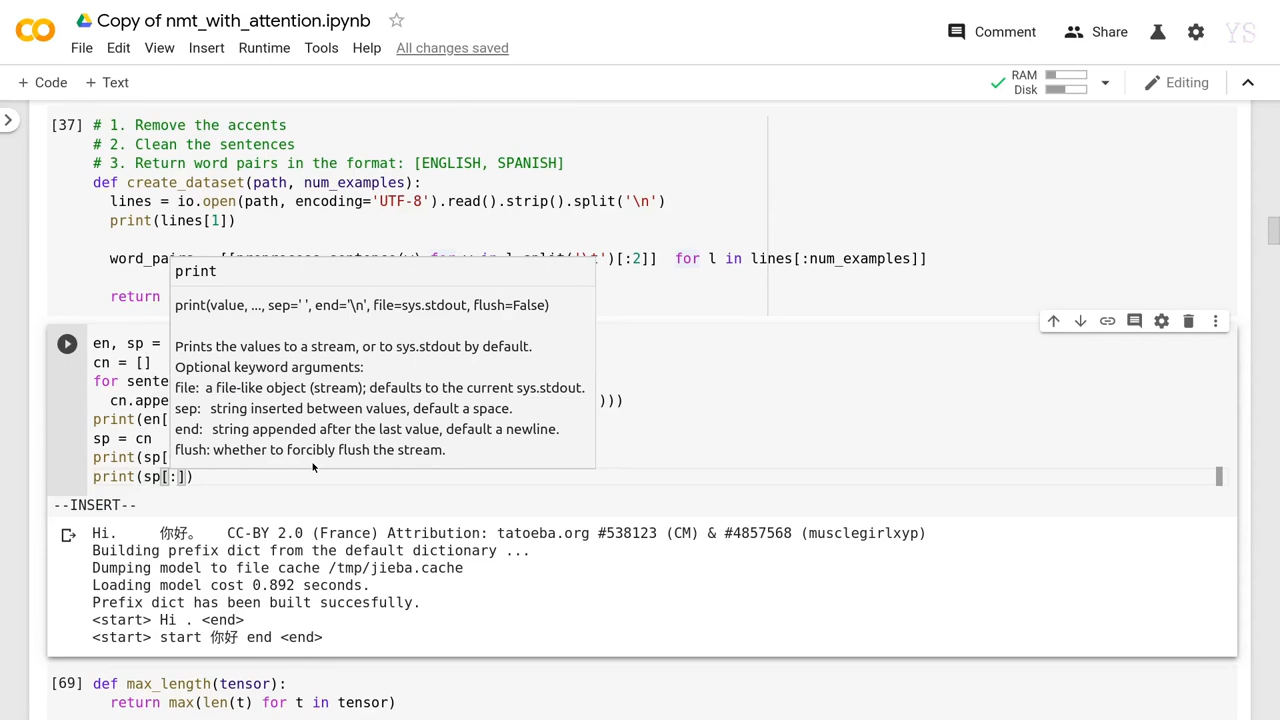 Copy of nmt_with_attention.ipynb
File Edit View Insert Runtime Tools Help All changes saved
Comment Share YS
+ Code + Text
RAM
Disk
Editing
[37] # 1. Remove the accents
# 2. Clean the sentences
# 3. Return word pairs in the format: [ENGLISH, SPANISH]
def create_dataset(path, num_examples):
lines = io.open(path, encoding='UTF-8').read().strip().split('\n')
print(lines[1])
for l in lines[:num_examples]]
return
print
print(value, ..., sep=' ', end='\n', file=sys.stdout, flush=False)
Prints the values to a stream, or to sys.stdout by default.
Optional keyword arguments:
file: a file-like object (stream); defaults to the current sys.stdout.
sep: string inserted between values, default a space.
end: string appended after the last value, default a newline.
flush: whether to forcibly flush the stream.
en, sp =
cn = []
for sente
cn.appe )))
print(en[
sp = cn
print(sp[
print(sp[:])
--INSERT--
Hi. 你好。 CC-BY 2.0 (France) Attribution: tatoeba.org #538123 (CM) & #4857568 (musclegirlxyp)
Building prefix dict from the default dictionary ...
Dumping model to file cache /tmp/jieba.cache
Loading model cost 0.892 seconds.
Prefix dict has been built succesfully.
<start> Hi . <end>
<start> start 你好 end <end>
[69] def max_length(tensor):
return max(len(t) for t in tensor)